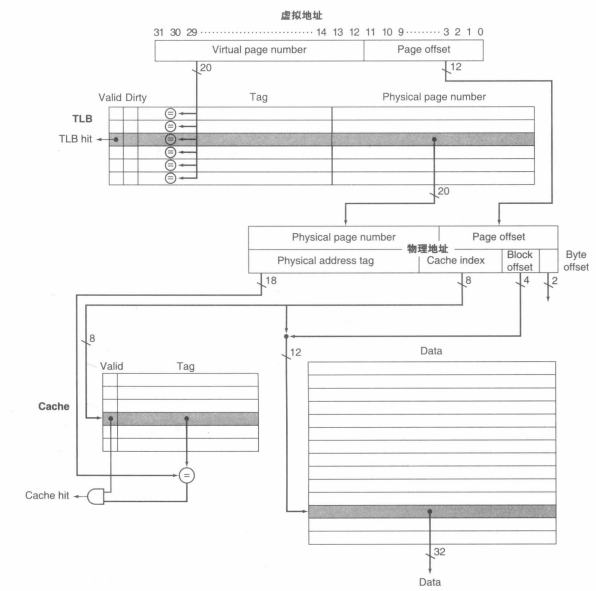 虚拟地址
31 30 29 ··········· 14 13 12 11 10 9 ········ 3 2 1 0
Virtual page number Page offset
20 12
Valid Dirty Tag Physical page number
TLB
=
=
TLB hit =
=
=
=
20
Physical page number Page offset
物理地址
Physical address tag Cache index Block offset Byte offset
18 8 4 2
8 12 Data
Valid Tag
Cache
=
Cache hit
32
Data